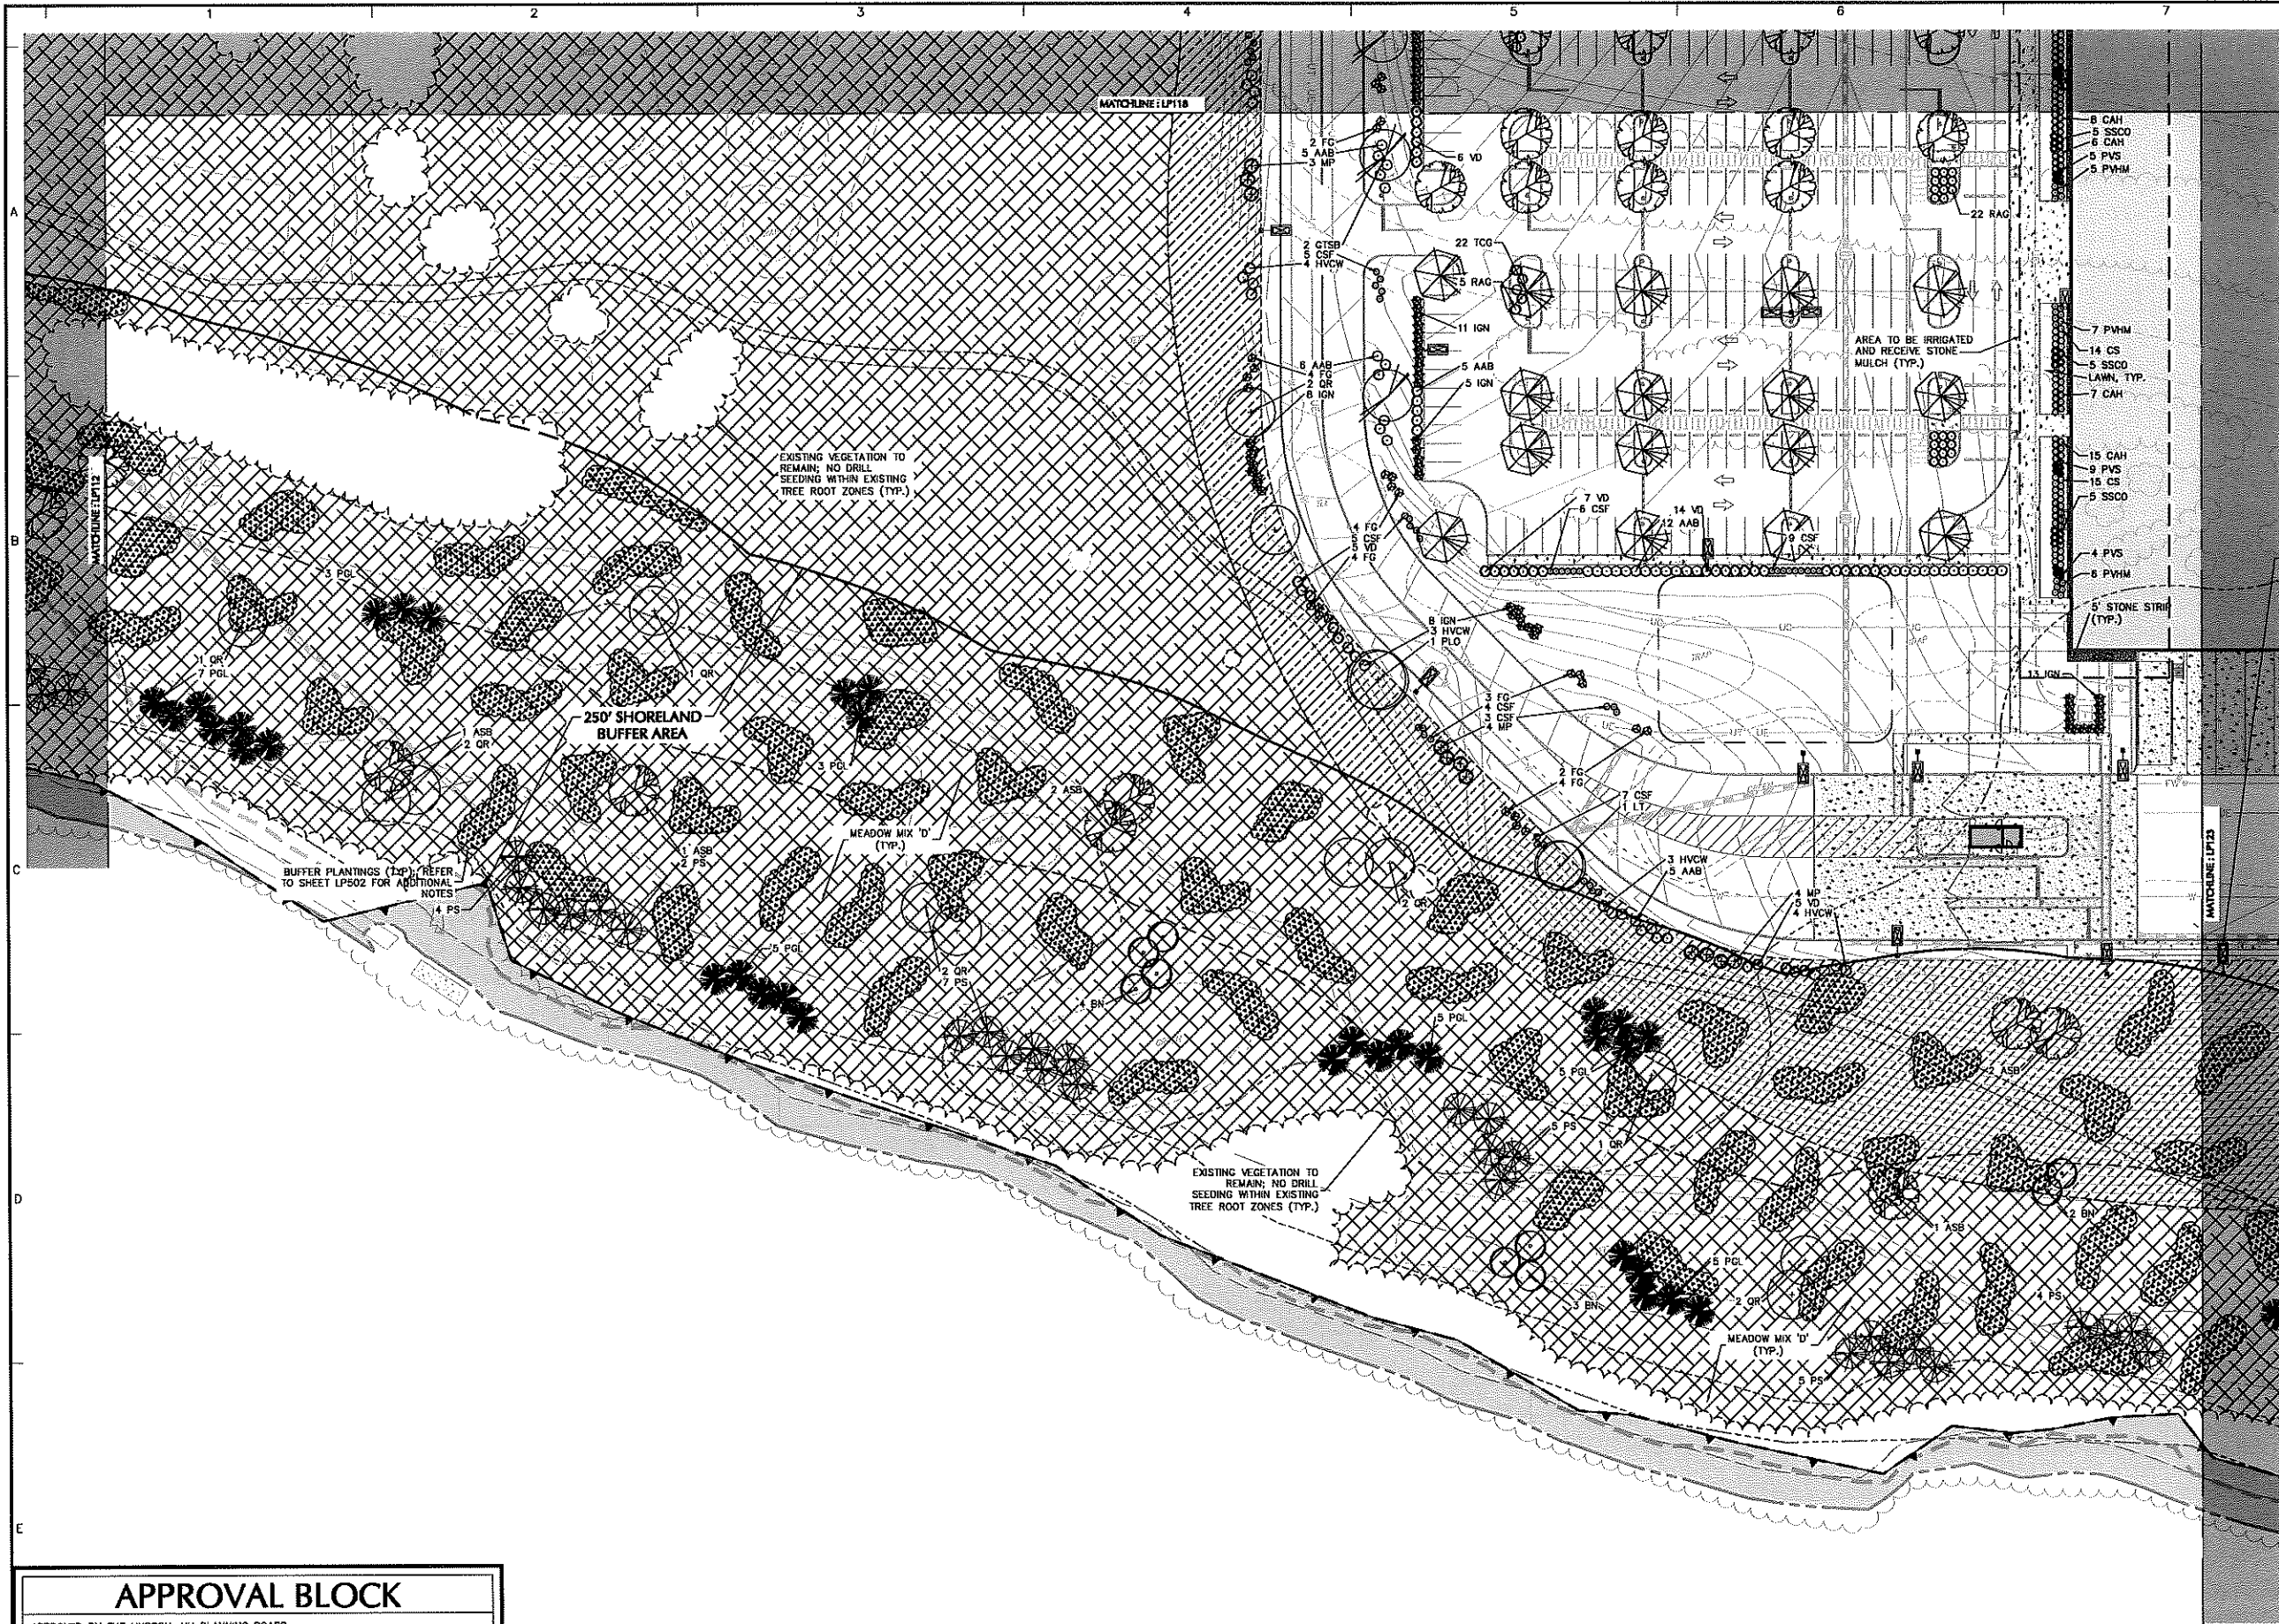 1 2 3 4 5 6 7
A
B
C
D
E
MATCHLINE: LP118
MATCHLINE: LP112
MATCHLINE: LP123
2 FG
5 AAB
3 MP
6 VD
2 GTSB
5 CSF
4 HVCW
22 TCG
5 RAG
22 RAG
11 IGN
6 AAB
4 FG
2 QR
8 IGN
5 AAB
5 IGN
8 CAH
5 SSCO
6 CAH
5 PVS
5 PVHM
AREA TO BE IRRIGATED
AND RECEIVE STONE
MULCH (TYP.)
7 PVHM
14 CS
5 SSCO
LAWN, TYP.
7 CAH
15 CAH
9 PVS
15 CS
5 SSCO
4 PVS
6 PVHM
5' STONE STRIP
(TYP.)
13 IGN
EXISTING VEGETATION TO
REMAIN; NO DRILL
SEEDING WITHIN EXISTING
TREE ROOT ZONES (TYP.)
7 VD
6 CSF
14 VD
12 AAB
9 CSF
4 FG
5 CSF
5 VD
4 FG
8 IGN
3 HVCW
1 PLO
3 FG
4 CSF
3 CSF
4 MP
2 FG
4 FG
7 CSF
1 LT
3 HVCW
5 AAB
4 MP
5 VD
4 HVCW
3 PGL
1 QR
7 PGL
1 QR
250' SHORELAND
BUFFER AREA
1 ASB
2 QR
3 PGL
2 ASB
MEADOW MIX 'D'
(TYP.)
1 ASB
2 PS
BUFFER PLANTINGS (TYP); REFER
TO SHEET LP502 FOR ADDITIONAL
NOTES
4 PS
2 QR
5 PGL
2 QR
7 PS
4 BN
5 PGL
5 PGL
2 ASB
5 PS
1 QR
EXISTING VEGETATION TO
REMAIN; NO DRILL
SEEDING WITHIN EXISTING
TREE ROOT ZONES (TYP.)
1 ASB
2 BN
5 PGL
3 BN
2 QR
4 PS
MEADOW MIX 'D'
(TYP.)
5 PS
APPROVAL BLOCK